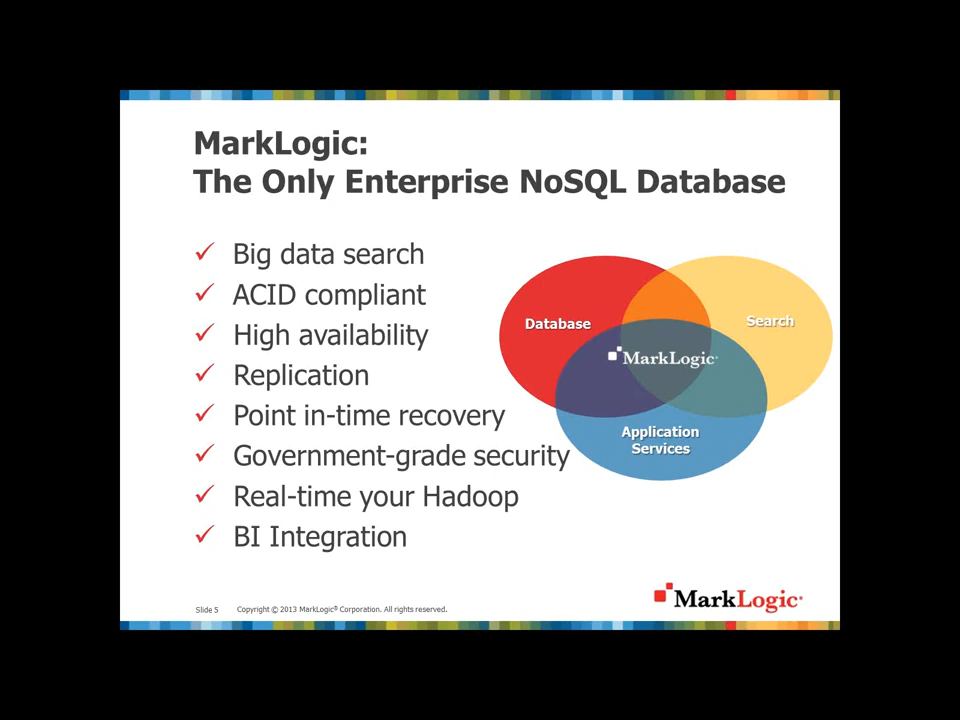 MarkLogic:
The Only Enterprise NoSQL Database
Big data search
ACID compliant
High availability
Replication
Point in-time recovery
Government-grade security
Real-time your Hadoop
BI Integration
Database
Search
MarkLogic®
Application
Services
Slide 5
Copyright © 2013 MarkLogic® Corporation. All rights reserved.
MarkLogic®